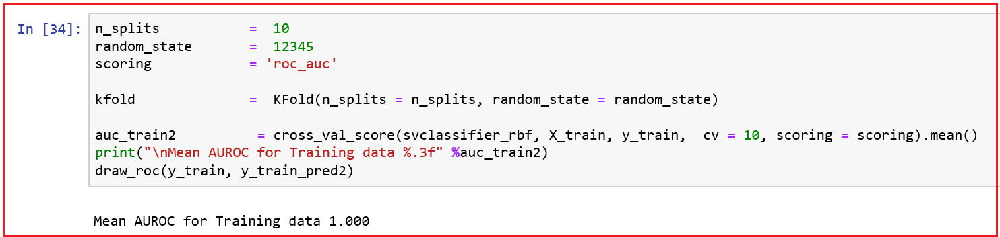 In [34]: n_splits = 10
random_state = 12345
scoring = 'roc_auc'
kfold = KFold(n_splits = n_splits, random_state = random_state)
auc_train2 = cross_val_score(svclassifier_rbf, X_train, y_train, cv = 10, scoring = scoring).mean()
print("\nMean AUROC for Training data %.3f" %auc_train2)
draw_roc(y_train, y_train_pred2)
Mean AUROC for Training data 1.000